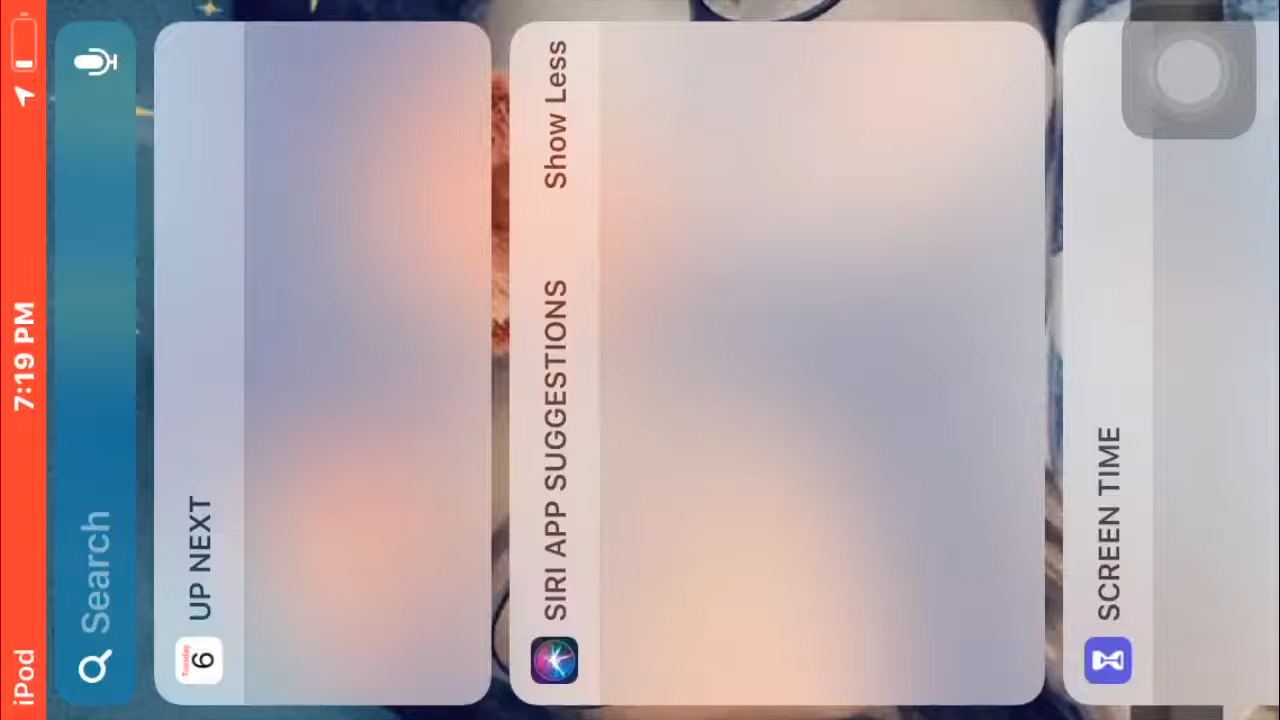 iPod 7:19 PM
Search
Tuesday
6
UP NEXT
SIRI APP SUGGESTIONS Show Less
SCREEN TIME